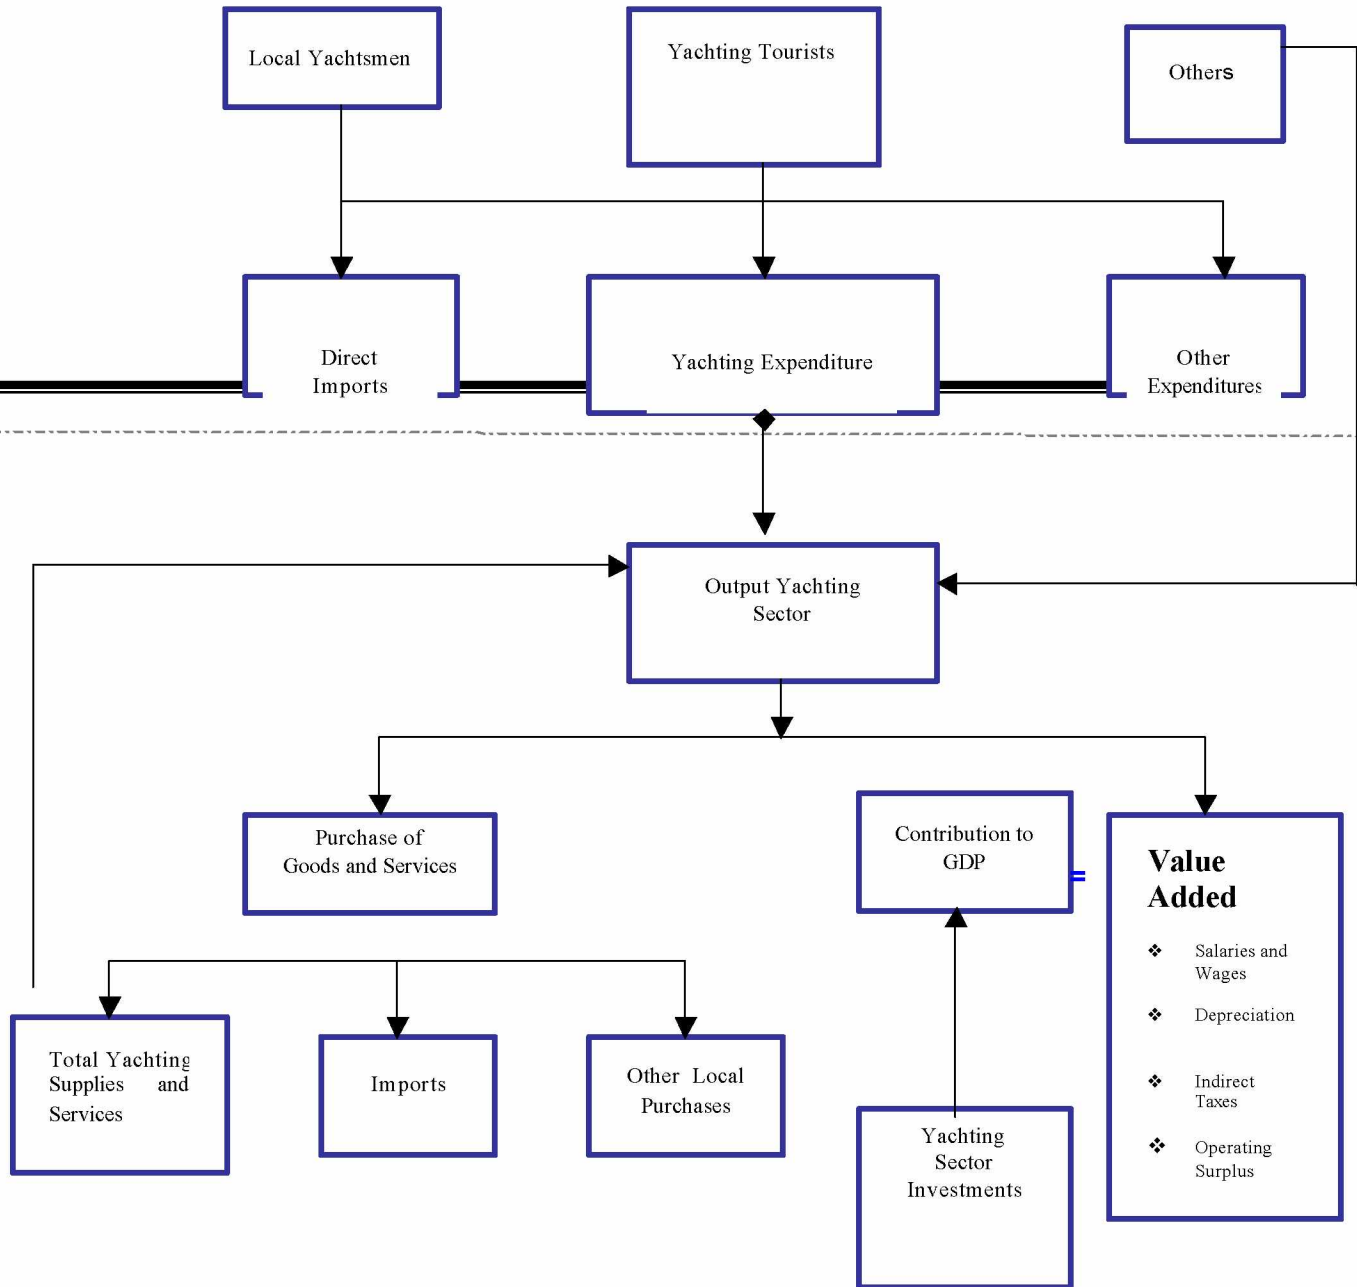 Local Yachtsmen
Yachting Tourists
Others
Direct
Imports
Yachting Expenditure
Other
Expenditures
Output Yachting
Sector
Purchase of
Goods and Services
Contribution to
GDP
=
Value
Added
❖ Salaries and
Wages
❖ Depreciation
❖ Indirect
Taxes
❖ Operating
Surplus
Total Yachting
Supplies and
Services
Imports
Other Local
Purchases
Yachting
Sector
Investments